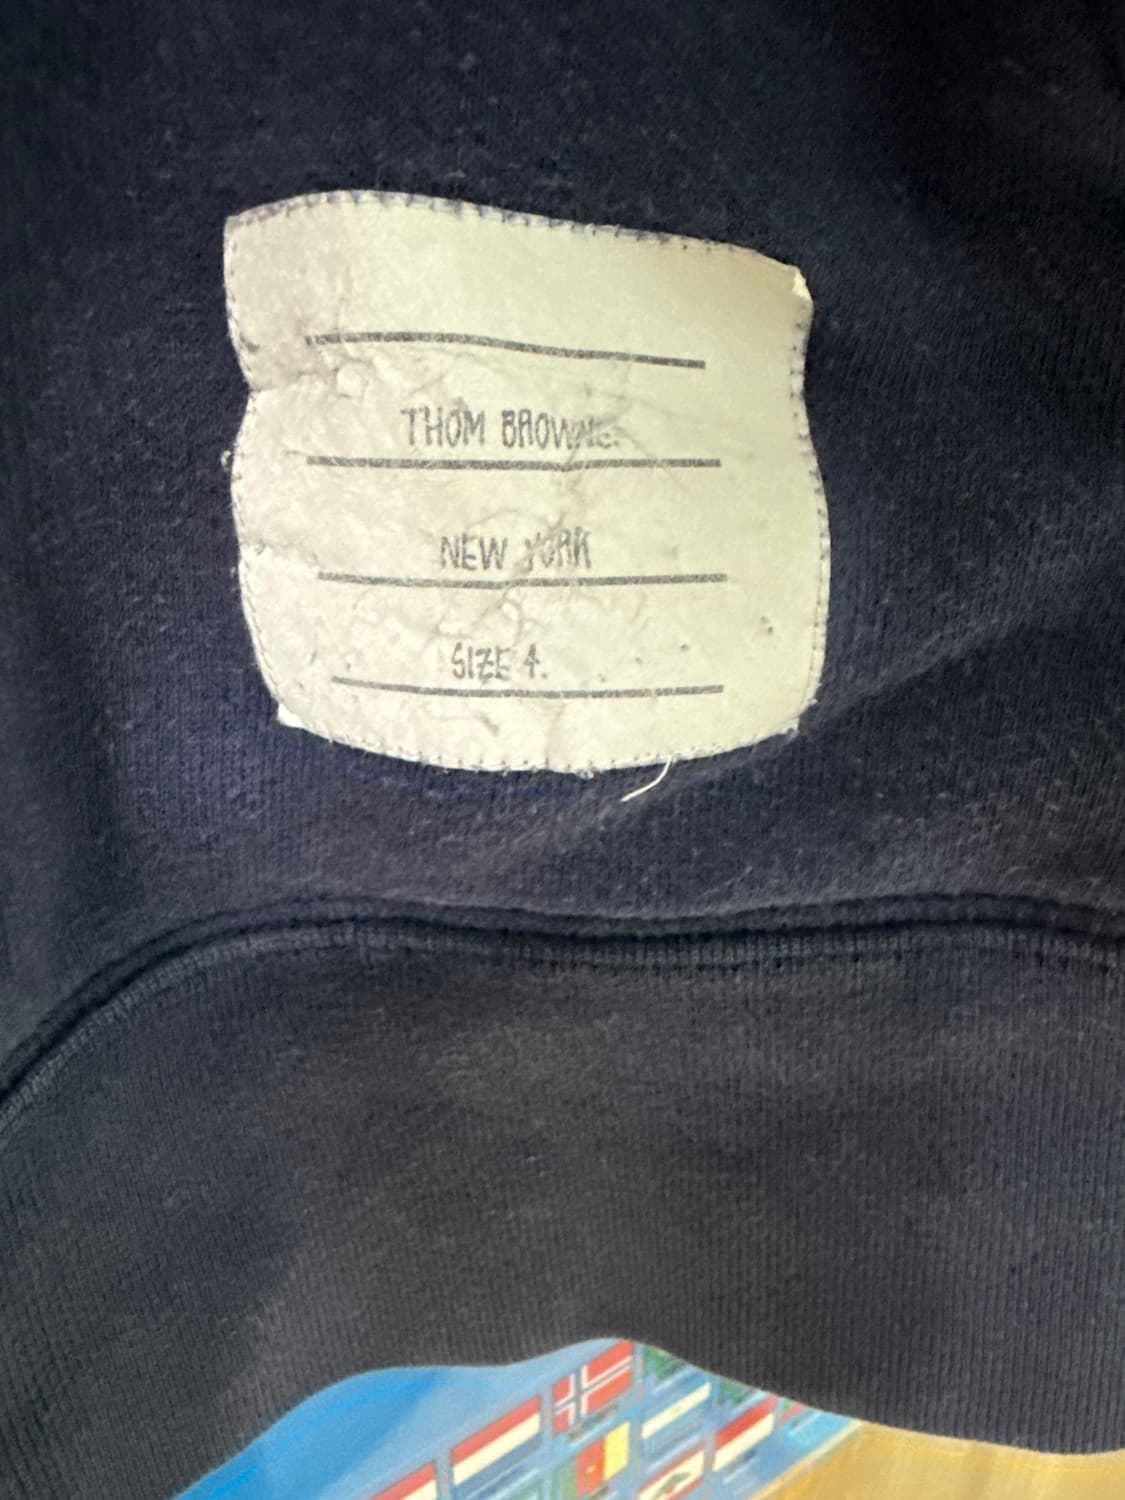 THOM BROWNE.
NEW YORK
SIZE 4.